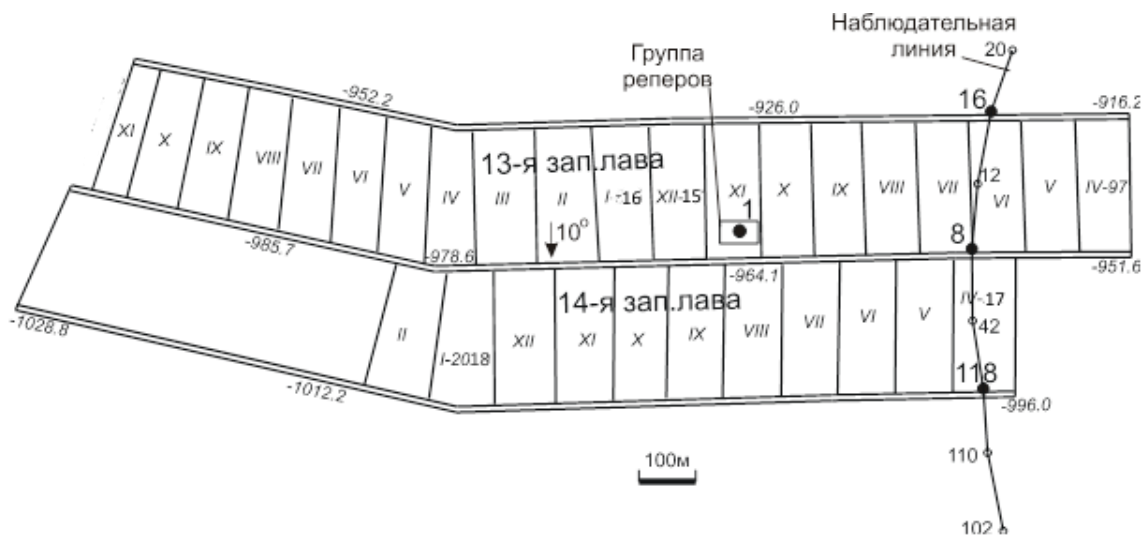 Наблюдательная
линия
20
Группа
реперов
16
-952.2
-926.0
-916.2
13-я зап.лава
XI
X
IX
VIII
VII
VI
V
IV
III
II
XII-15
XI
X
IX
VIII
VII
VI
V
IV-97
12
1
8
10°
-985.7
-978.6
-964.1
-951.6
14-я зап.лава
II
I-2018
XII
XI
X
IX
VIII
VII
VI
V
IV-17
42
118
-1028.8
-1012.2
-996.0
100м
110
102